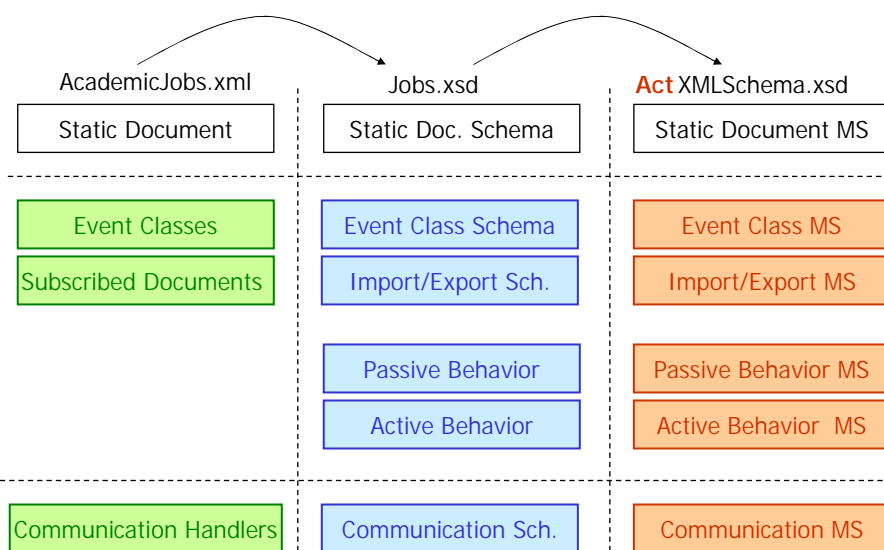 AcademicJobs.xml Jobs.xsd ActXMLSchema.xsd
Static Document Static Doc. Schema Static Document MS
Event Classes Event Class Schema Event Class MS
Subscribed Documents Import/Export Sch. Import/Export MS
Passive Behavior Passive Behavior MS
Active Behavior Active Behavior MS
Communication Handlers Communication Sch. Communication MS